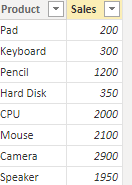 Product Sales
Pad 200
Keyboard 300
Pencil 1200
Hard Disk 350
CPU 2000
Mouse 2100
Camera 2900
Speaker 1950